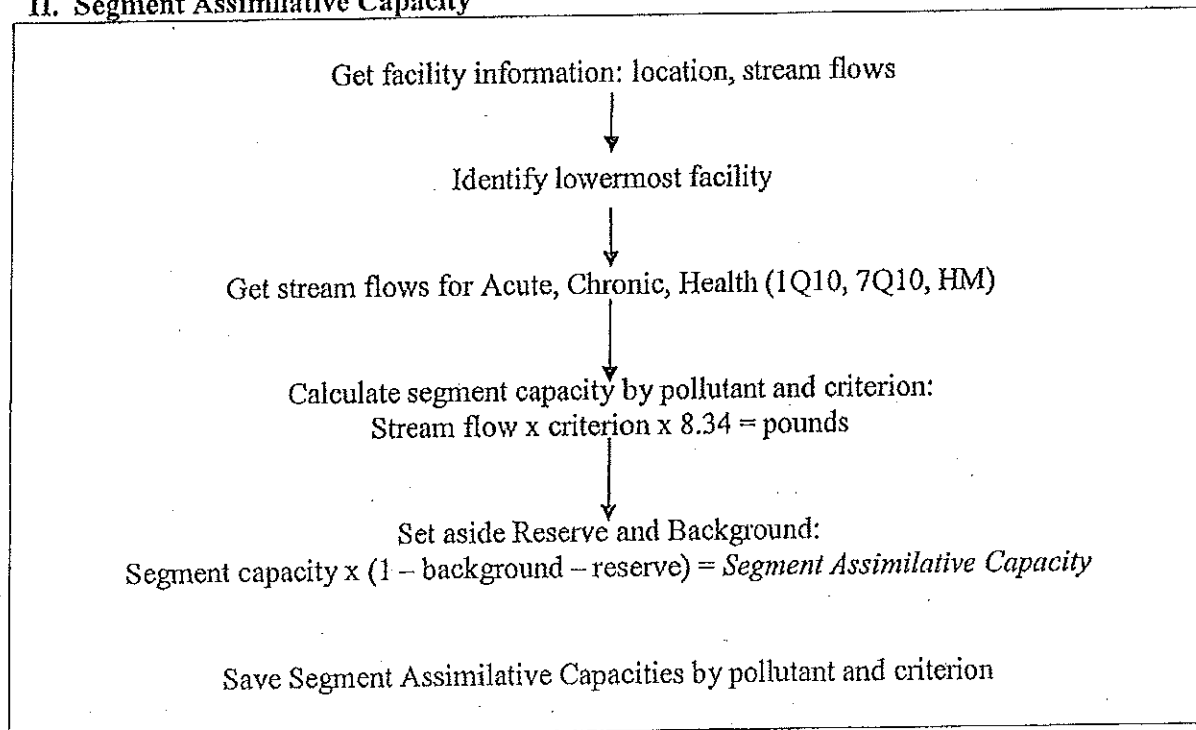 II. Segment Assimilative Capacity
Get facility information: location, stream flows
Identify lowermost facility
Get stream flows for Acute, Chronic, Health (1Q10, 7Q10, HM)
Calculate segment capacity by pollutant and criterion:
Stream flow x criterion x 8.34 = pounds
Set aside Reserve and Background:
Segment capacity x (1 – background – reserve) = Segment Assimilative Capacity
Save Segment Assimilative Capacities by pollutant and criterion